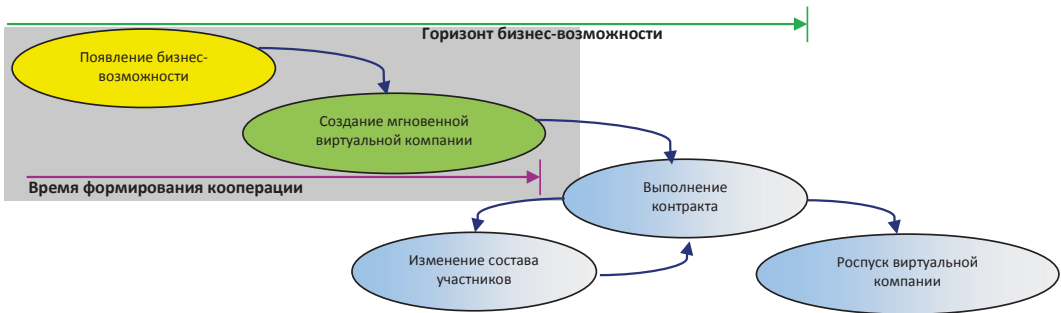 Горизонт бизнес-возможности
Появление бизнес-
возможности
Создание мгновенной
виртуальной компании
Время формирования кооперации
Выполнение
контракта
Изменение состава
участников
Роспуск виртуальной
компании